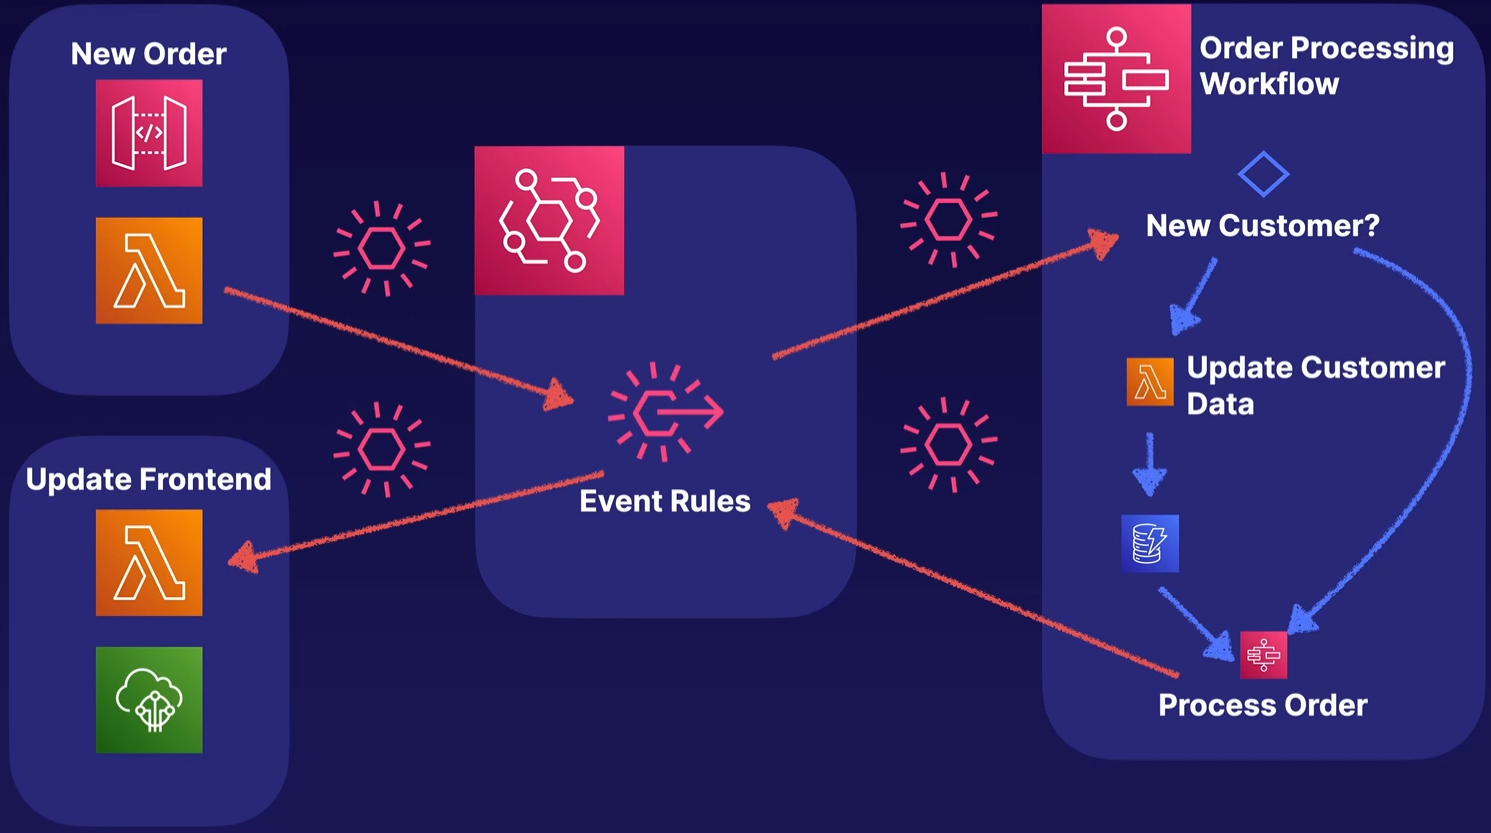 New Order
</>
Update Frontend
Event Rules
Order Processing
Workflow
New Customer?
Update Customer
Data
Process Order